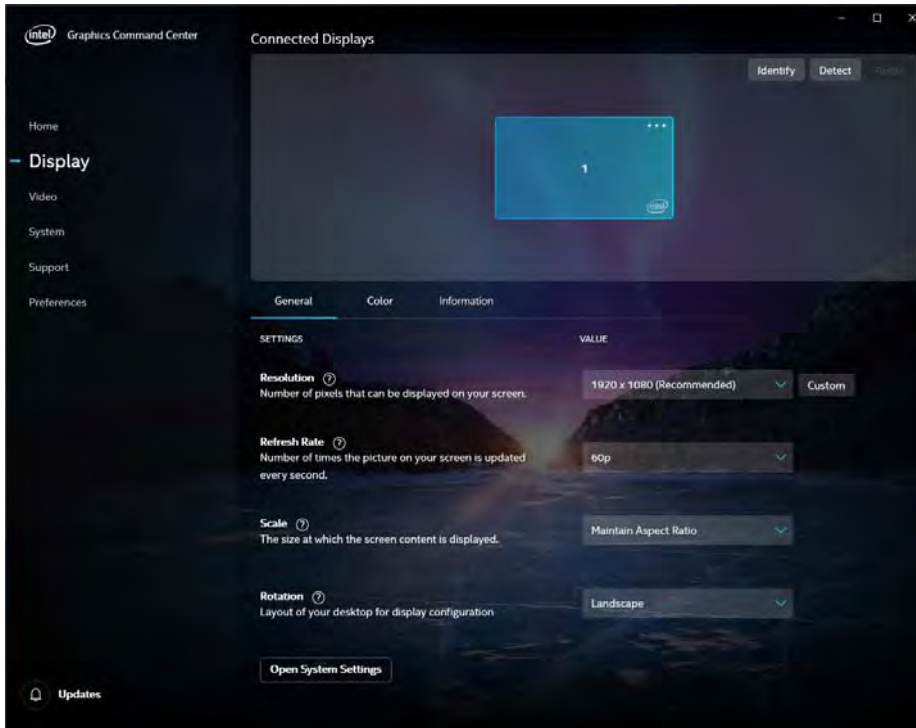 intel Graphics Command Center
Connected Displays
Identify Detect
Home
Display
Video
System
Support
Preferences
1
intel
General Color Information
SETTINGS VALUE
Resolution ?
Number of pixels that can be displayed on your screen.
1920 x 1080 (Recommended) Custom
Refresh Rate ?
Number of times the picture on your screen is updated
every second.
60p
Scale ?
The size at which the screen content is displayed.
Maintain Aspect Ratio
Rotation ?
Layout of your desktop for display configuration
Landscape
Open System Settings
Updates